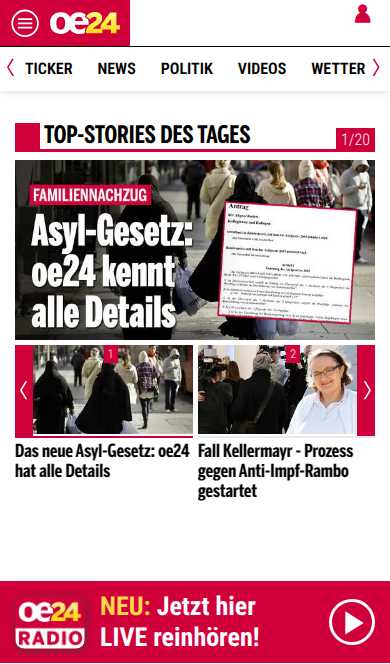 oe24
TICKER NEWS POLITIK VIDEOS WETTER
TOP-STORIES DES TAGES
1/20
FAMILIENNACHZUG
Asyl-Gesetz:
oe24 kennt
alle Details
Antrag
1
2
Das neue Asyl-Gesetz: oe24
hat alle Details
Fall Kellermayr - Prozess
gegen Anti-Impf-Rambo
gestartet
oe24
RADIO
NEU: Jetzt hier
LIVE reinhören!